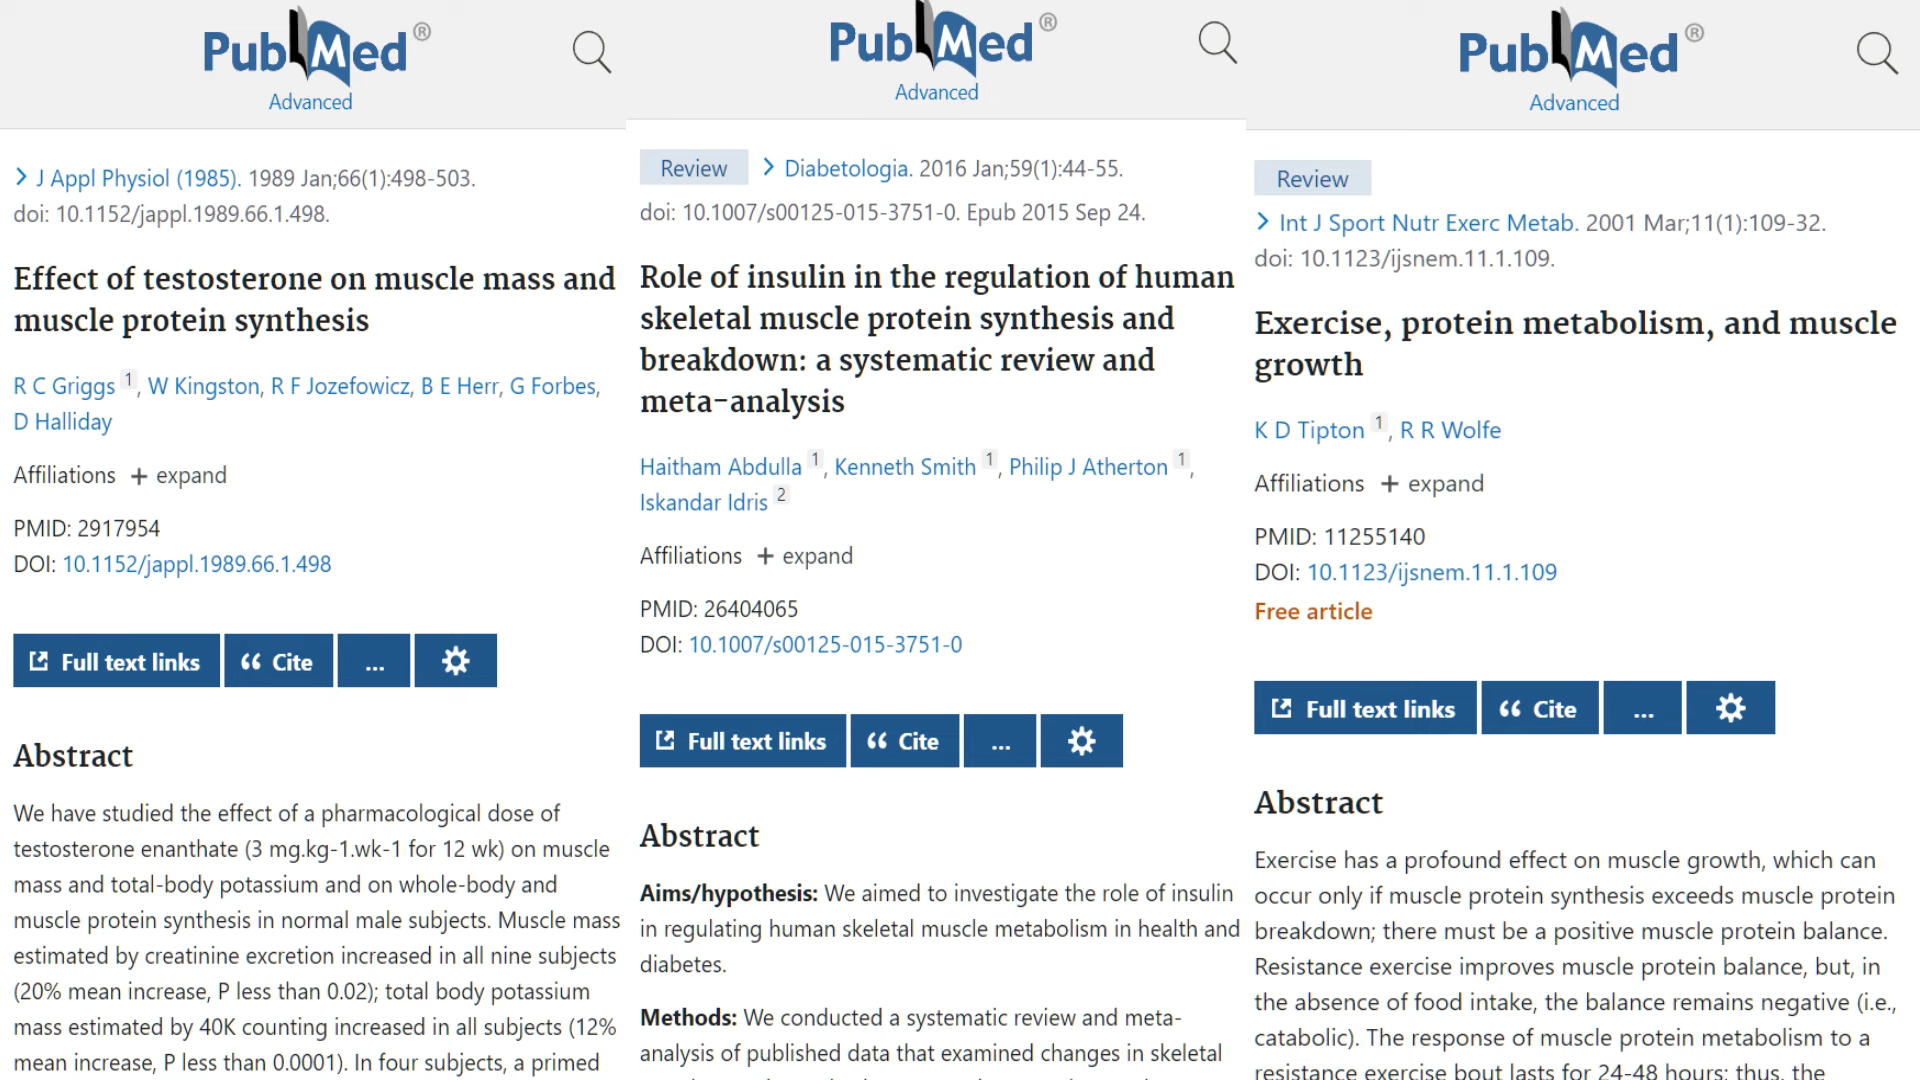 PubMed®
Advanced
J Appl Physiol (1985). 1989 Jan;66(1):498-503.
doi: 10.1152/jappl.1989.66.1.498.
Effect of testosterone on muscle mass and
muscle protein synthesis
R C Griggs 1, W Kingston, R F Jozefowicz, B E Herr, G Forbes,
D Halliday
Affiliations + expand
PMID: 2917954
DOI: 10.1152/jappl.1989.66.1.498
Full text links
Cite
...
Abstract
We have studied the effect of a pharmacological dose of
testosterone enanthate (3 mg.kg-1.wk-1 for 12 wk) on muscle
mass and total-body potassium and on whole-body and
muscle protein synthesis in normal male subjects. Muscle mass
estimated by creatinine excretion increased in all nine subjects
(20% mean increase, P less than 0.02); total body potassium
mass estimated by 40K counting increased in all subjects (12%
mean increase, P less than 0.0001). In four subjects, a primed
PubMed®
Advanced
Review
Diabetologia. 2016 Jan;59(1):44-55.
doi: 10.1007/s00125-015-3751-0. Epub 2015 Sep 24.
Role of insulin in the regulation of human
skeletal muscle protein synthesis and
breakdown: a systematic review and
meta-analysis
Haitham Abdulla 1, Kenneth Smith 1, Philip J Atherton 1,
Iskandar Idris 2
Affiliations + expand
PMID: 26404065
DOI: 10.1007/s00125-015-3751-0
Full text links
Cite
...
Abstract
Aims/hypothesis: We aimed to investigate the role of insulin
in regulating human skeletal muscle metabolism in health and
diabetes.
Methods: We conducted a systematic review and meta-
analysis of published data that examined changes in skeletal
PubMed®
Advanced
Review
Int J Sport Nutr Exerc Metab. 2001 Mar;11(1):109-32.
doi: 10.1123/ijsnem.11.1.109.
Exercise, protein metabolism, and muscle
growth
K D Tipton 1, R R Wolfe
Affiliations + expand
PMID: 11255140
DOI: 10.1123/ijsnem.11.1.109
Free article
Full text links
Cite
...
Abstract
Exercise has a profound effect on muscle growth, which can
occur only if muscle protein synthesis exceeds muscle protein
breakdown; there must be a positive muscle protein balance.
Resistance exercise improves muscle protein balance, but, in
the absence of food intake, the balance remains negative (i.e.,
catabolic). The response of muscle protein metabolism to a
resistance exercise bout lasts for 24-48 hours; thus, the